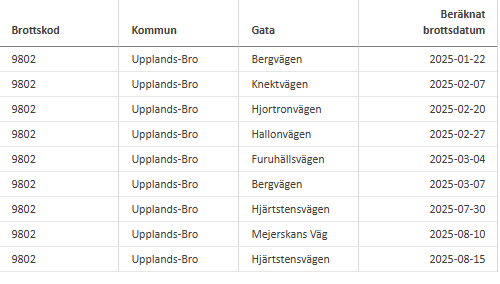 Brottskod Kommun Gata Beräknat brottsdatum
9802 Upplands-Bro Bergvägen 2025-01-22
9802 Upplands-Bro Knektvägen 2025-02-07
9802 Upplands-Bro Hjortronvägen 2025-02-20
9802 Upplands-Bro Hallonvägen 2025-02-27
9802 Upplands-Bro Furuhällsvägen 2025-03-04
9802 Upplands-Bro Bergvägen 2025-03-07
9802 Upplands-Bro Hjärtstensvägen 2025-07-30
9802 Upplands-Bro Mejerskans Väg 2025-08-10
9802 Upplands-Bro Hjärtstensvägen 2025-08-15